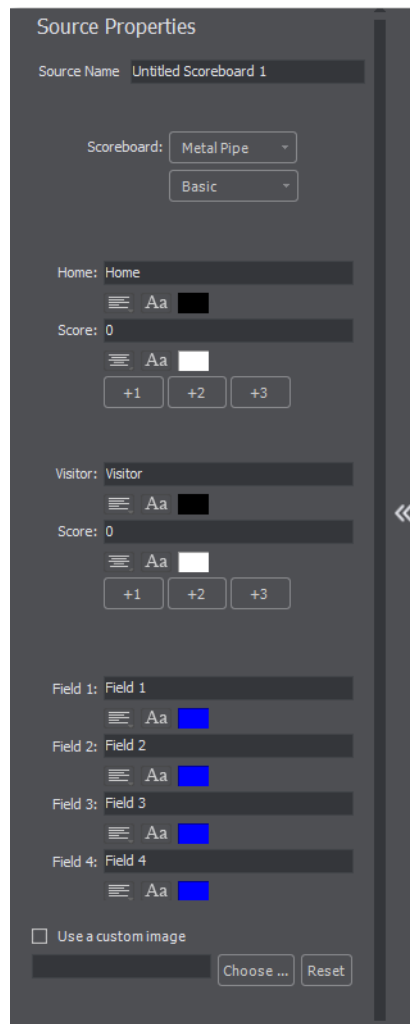 Source Properties
Source Name Untitled Scoreboard 1
Scoreboard: Metal Pipe
Basic
Home: Home
Aa
Score: 0
Aa
+1 +2 +3
Visitor: Visitor
Aa
Score: 0
Aa
+1 +2 +3
Field 1: Field 1
Aa
Field 2: Field 2
Aa
Field 3: Field 3
Aa
Field 4: Field 4
Aa
Use a custom image
Choose ... Reset